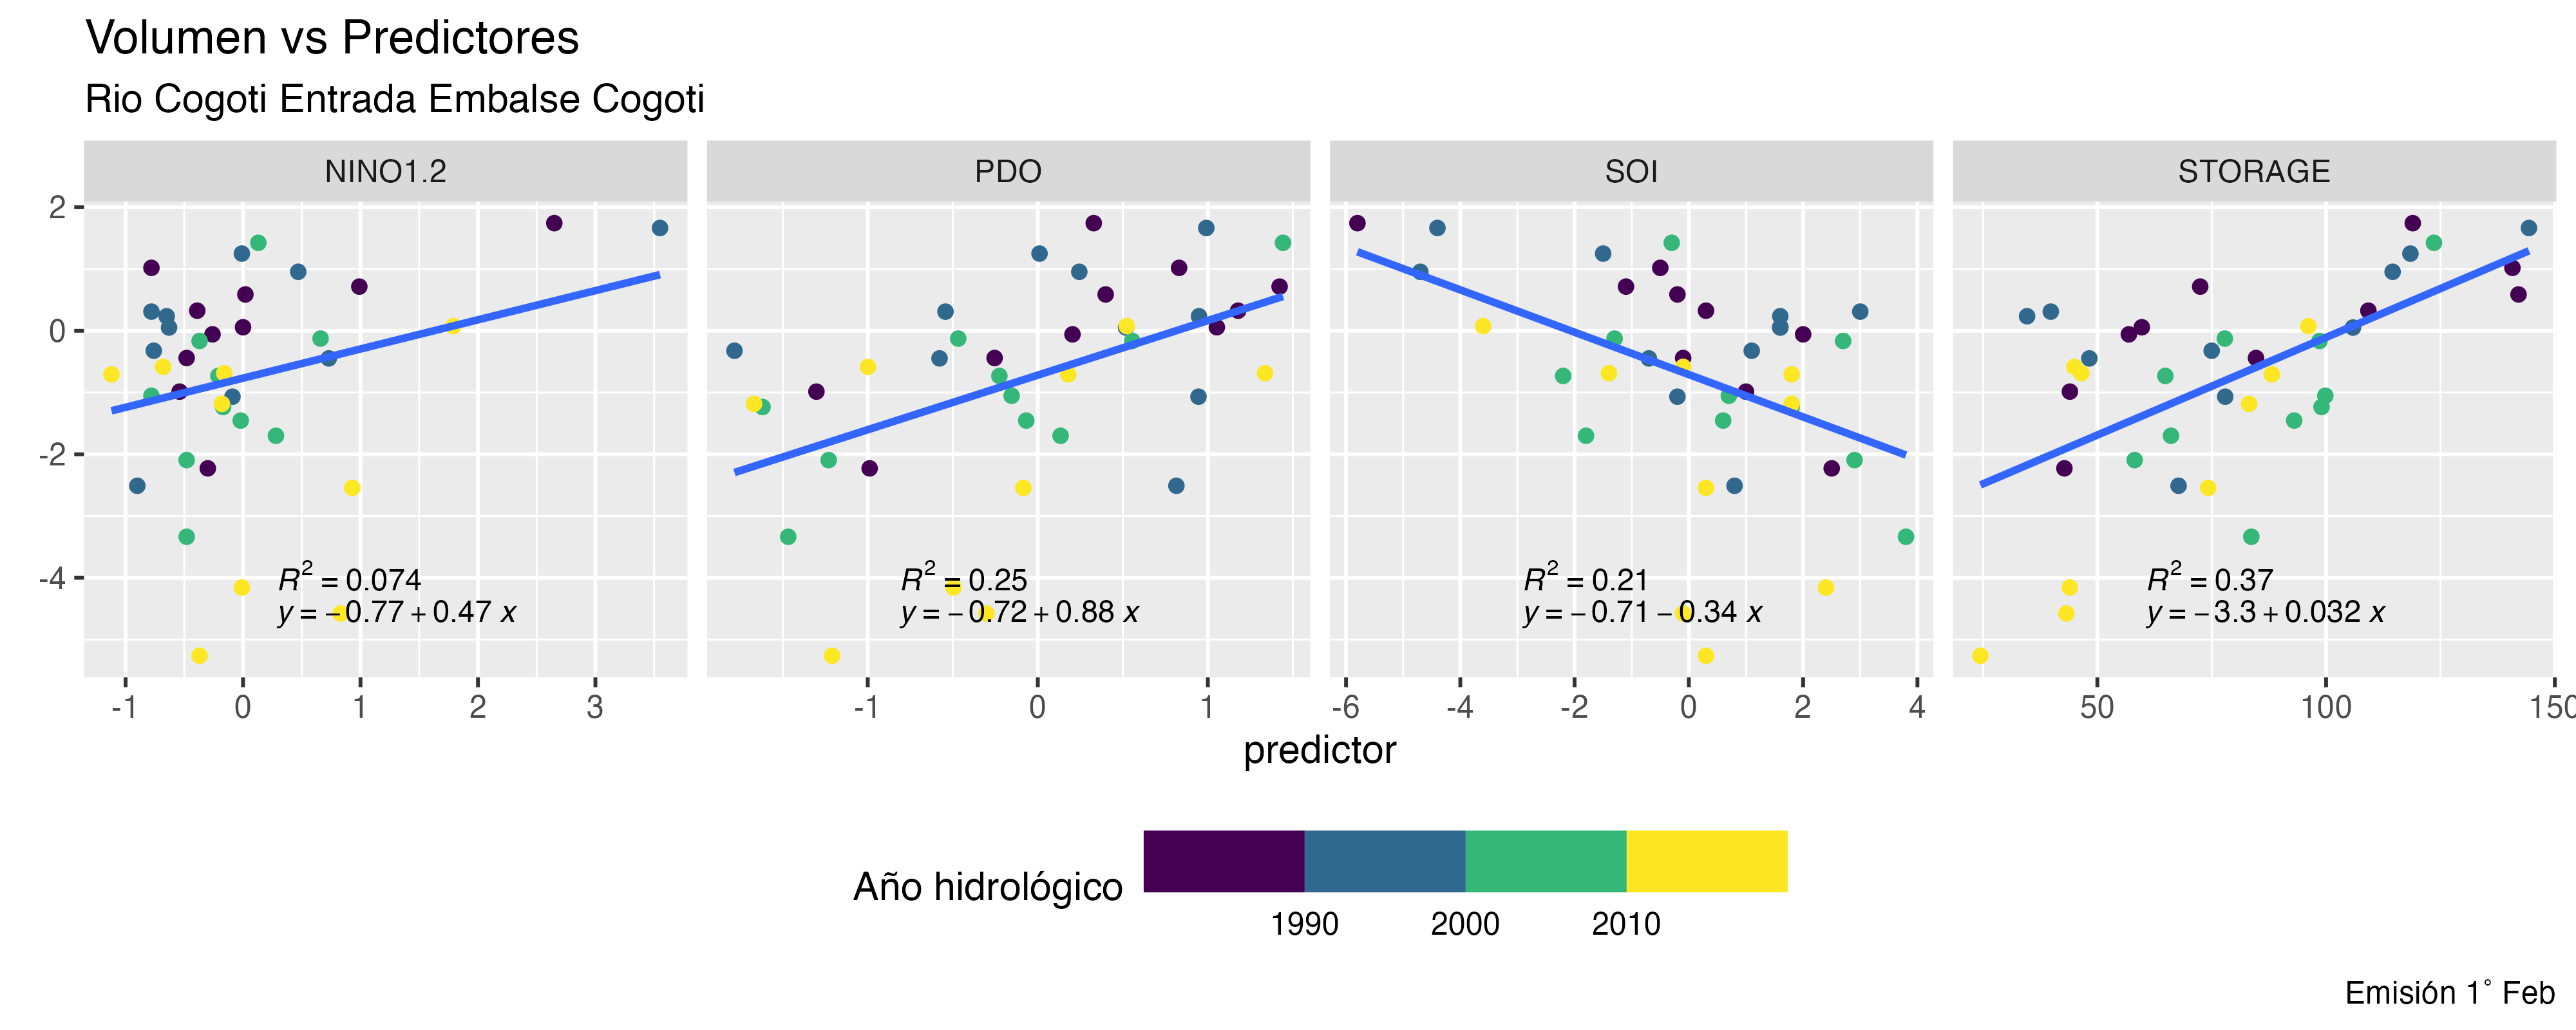 Volumen vs Predictores
Rio Cogoti Entrada Embalse Cogoti
NINO1.2 PDO SOI STORAGE
2
0
-2
-4
R² = 0.074 R² = 0.25 R² = 0.21 R² = 0.37
y = −0.77 + 0.47 x y = −0.72 + 0.88 x y = −0.71 − 0.34 x y = −3.3 + 0.032 x
-1 0 1 2 3 -1 0 1 -6 -4 -2 0 2 4 50 100 150
predictor
Año hidrológico
1990 2000 2010
Emisión 1° Feb